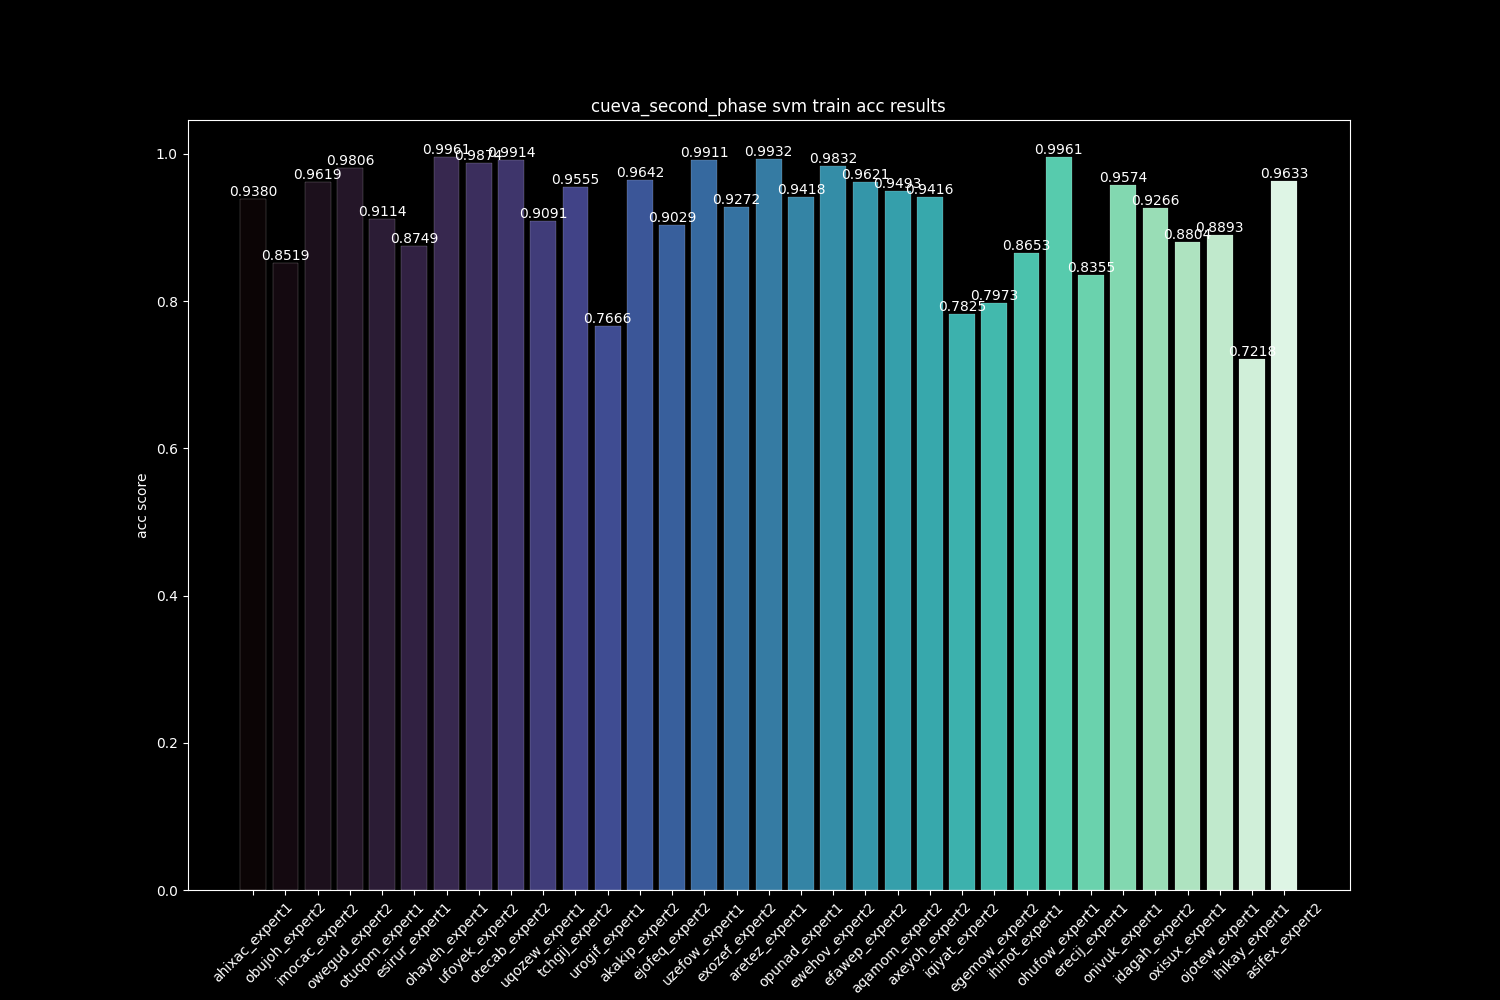 cueva_second_phase svm train acc results
acc score
1.0
0.8
0.6
0.4
0.2
0.0
0.9380
0.8519
0.9619
0.9806
0.9114
0.8749
0.9961
0.9874
0.9914
0.9091
0.9555
0.7666
0.9642
0.9029
0.9911
0.9272
0.9932
0.9418
0.9832
0.9621
0.9493
0.9416
0.7825
0.7973
0.8653
0.9961
0.8355
0.9574
0.9266
0.8804
0.8893
0.7218
0.9633
ahixac_expert1
obujoh_expert2
imocac_expert2
owegud_expert2
otuqom_expert1
esirur_expert1
ohayeh_expert1
ufoyek_expert2
otecab_expert2
uqozew_expert1
tchgij_expert2
urogif_expert1
akakip_expert2
ejofeq_expert2
uzefow_expert1
exozef_expert2
aretez_expert1
opunad_expert1
ewehov_expert2
efawep_expert2
aqamom_expert2
axeyoh_expert2
iqiyat_expert2
egemow_expert2
ihinot_expert1
ohufow_expert1
erecij_expert1
onivuk_expert1
idagah_expert2
oxisux_expert1
ojotew_expert1
ihikay_expert1
asifex_expert2